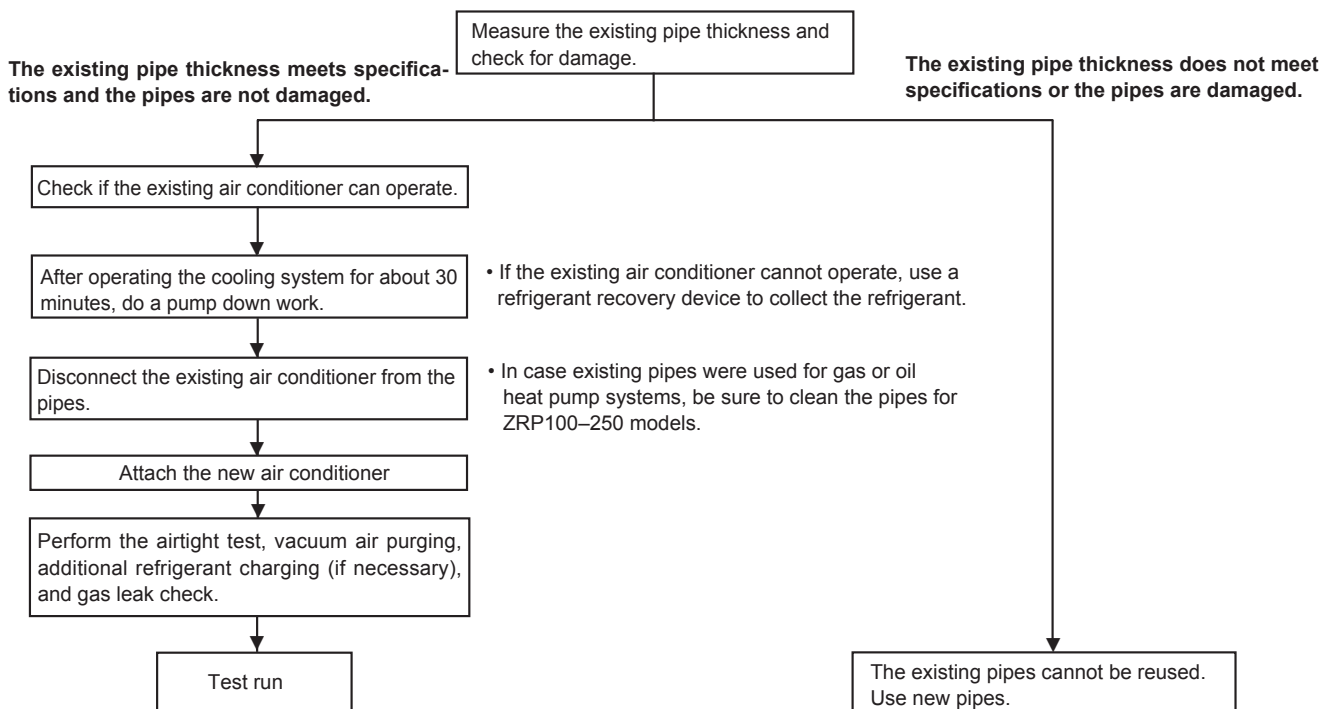 Measure the existing pipe thickness and
check for damage.
The existing pipe thickness meets specifica-
tions and the pipes are not damaged.
The existing pipe thickness does not meet
specifications or the pipes are damaged.
Check if the existing air conditioner can operate.
After operating the cooling system for about 30
minutes, do a pump down work.
• If the existing air conditioner cannot operate, use a
refrigerant recovery device to collect the refrigerant.
Disconnect the existing air conditioner from the
pipes.
• In case existing pipes were used for gas or oil
heat pump systems, be sure to clean the pipes for
ZRP100–250 models.
Attach the new air conditioner
Perform the airtight test, vacuum air purging,
additional refrigerant charging (if necessary),
and gas leak check.
Test run
The existing pipes cannot be reused.
Use new pipes.